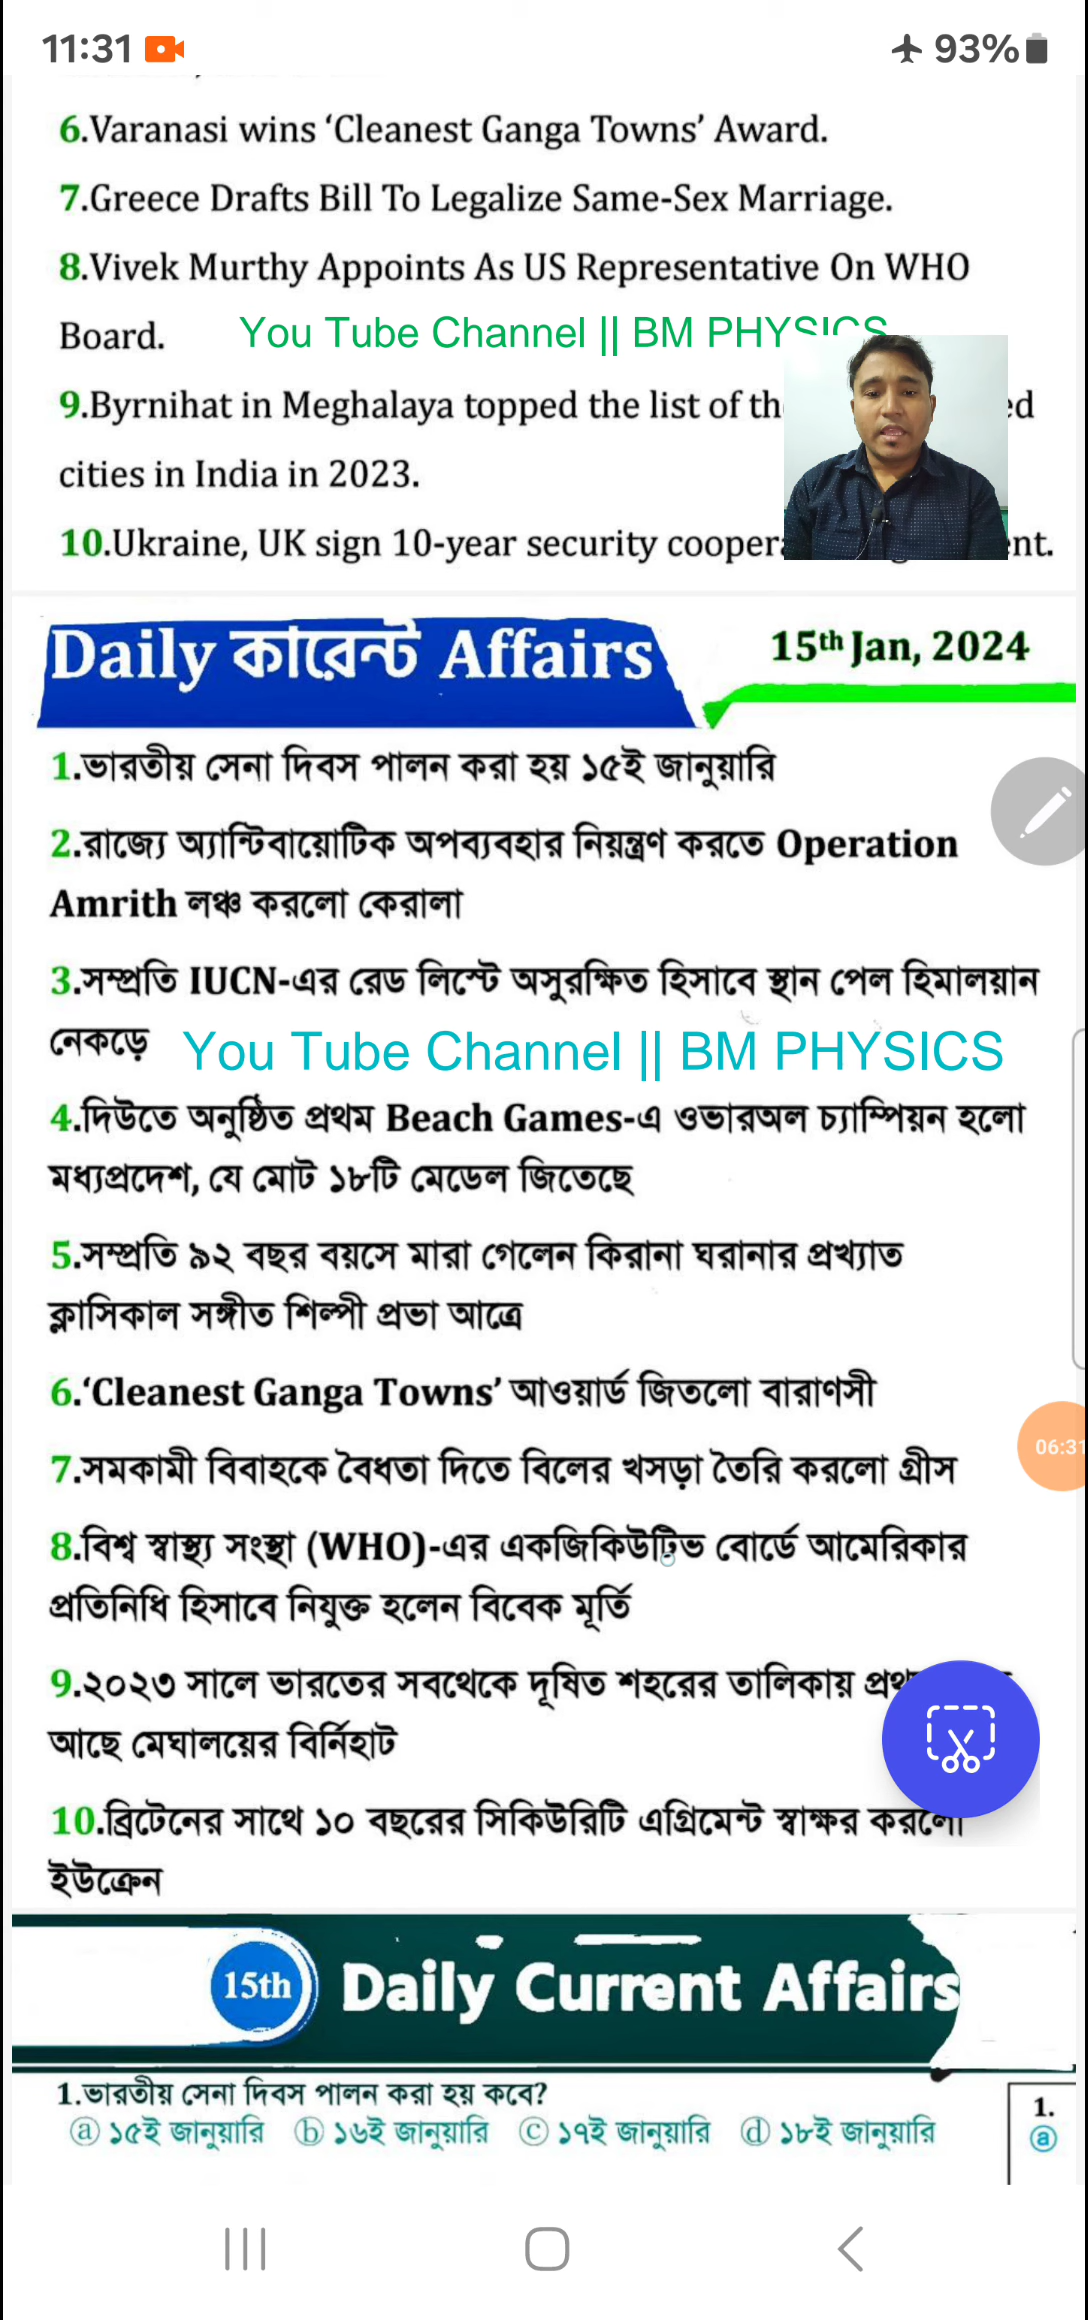 11:31
93%
6.Varanasi wins ‘Cleanest Ganga Towns’ Award.
7.Greece Drafts Bill To Legalize Same-Sex Marriage.
8.Vivek Murthy Appoints As US Representative On WHO
Board.
You Tube Channel || BM PHYSICS
9.Byrnihat in Meghalaya topped the list of
cities in India in 2023.
10.Ukraine, UK sign 10-year security
Daily কারেন্ট Affairs
15th Jan, 2024
1.ভারতীয় সেনা দিবস পালন করা হয় ১৫ই জানুয়ারি
2.রাজ্যে অ্যান্টিবায়োটিক অপব্যবহার নিয়ন্ত্রণ করতে Operation
Amrith লঞ্চ করলো কেরালা
3.সম্প্রতি IUCN-এর রেড লিস্টে অসুরক্ষিত হিসাবে স্থান পেল হিমালয়ান
নেকড়ে
You Tube Channel || BM PHYSICS
4.দিউতে অনুষ্ঠিত প্রথম Beach Games-এ ওভারঅল চ্যাম্পিয়ন হলো
মধ্যপ্রদেশ, যে মোট ১৮টি মেডেল জিতেছে
5.সম্প্রতি ৯২ বছর বয়সে মারা গেলেন কিরানা ঘরানার প্রখ্যাত
ক্লাসিকাল সঙ্গীত শিল্পী প্রভা আত্রে
6.‘Cleanest Ganga Towns’ আওয়ার্ড জিতলো বারাণসী
7.সমকামী বিবাহকে বৈধতা দিতে বিলের খসড়া তৈরি করলো গ্রীস
06:31
8.বিশ্ব স্বাস্থ্য সংস্থা (WHO)-এর একজিকিউটিভ বোর্ডে আমেরিকার
প্রতিনিধি হিসাবে নিযুক্ত হলেন বিবেক মূর্তি
9.২০২৩ সালে ভারতের সবথেকে দূষিত শহরের তালিকায়
আছে মেঘালয়ের বির্নিহাট
10.ব্রিটেনের সাথে ১০ বছরের সিকিউরিটি এগ্রিমেন্ট স্বাক্ষর করলো
ইউক্রেন
15th Daily Current Affairs
1.ভারতীয় সেনা দিবস পালন করা হয় কবে?
ⓐ ১৫ই জানুয়ারি ⓑ ১৬ই জানুয়ারি ⓒ ১৭ই জানুয়ারি ⓓ ১৮ই জানুয়ারি
1.
ⓐ